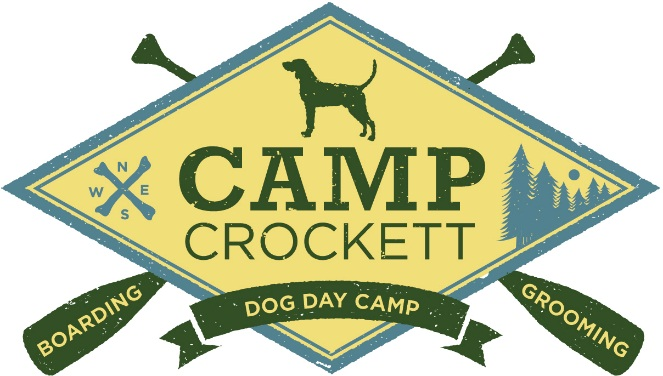 CAMP
CROCKETT
N
W E
S
DOG DAY CAMP
BOARDING
GROOMING